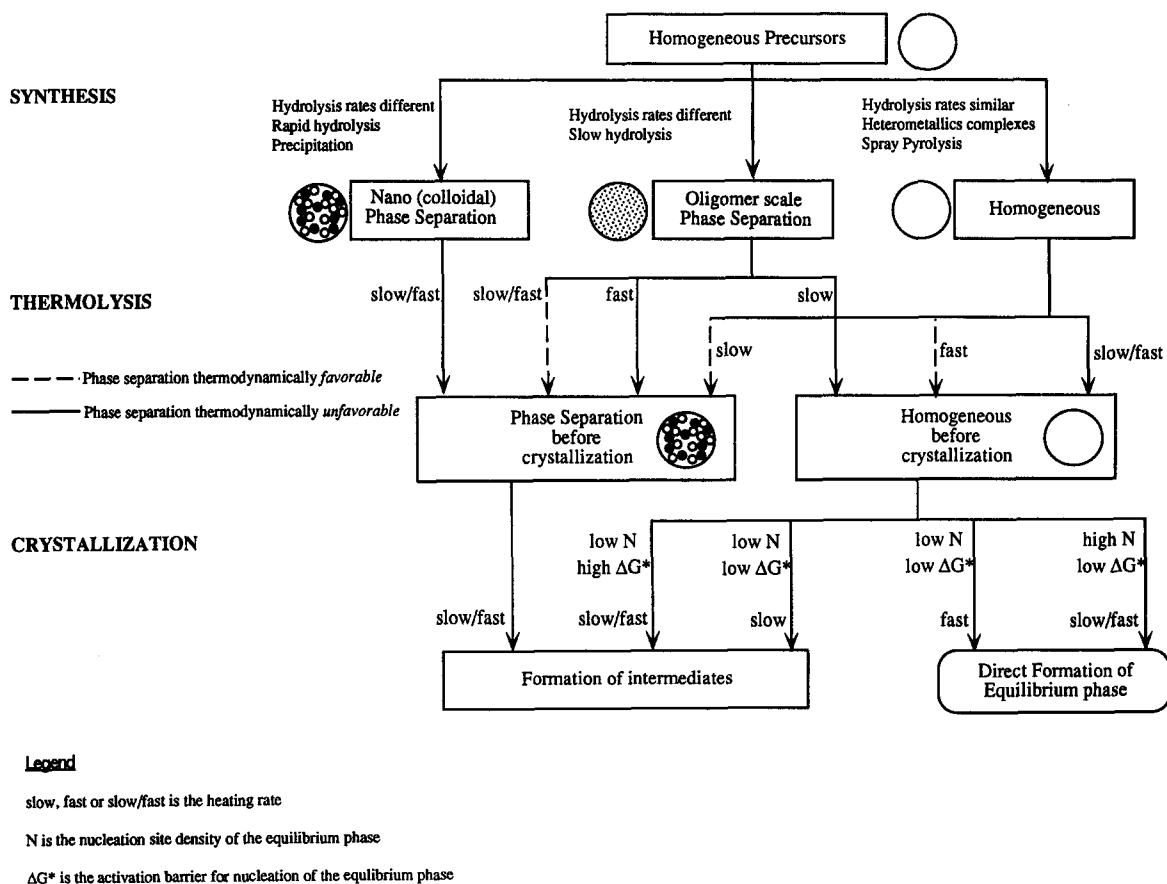 Homogeneous Precursors
SYNTHESIS
Hydrolysis rates different
Rapid hydrolysis
Precipitation
Hydrolysis rates different
Slow hydrolysis
Hydrolysis rates similar
Heterometallics complexes
Spray Pyrolysis
Nano (colloidal)
Phase Separation
Oligomer scale
Phase Separation
Homogeneous
THERMOLYSIS
slow/fast
slow/fast
fast
slow
slow
fast
slow/fast
Phase separation thermodynamically favorable
Phase separation thermodynamically unfavorable
Phase Separation
before
crystallization
Homogeneous
before
crystallization
CRYSTALLIZATION
low N
high ΔG*
low N
low ΔG*
low N
low ΔG*
high N
low ΔG*
slow/fast
slow/fast
slow
fast
slow/fast
Formation of intermediates
Direct Formation of
Equilibrium phase
Legend
slow, fast or slow/fast is the heating rate
N is the nucleation site density of the equilibrium phase
ΔG* is the activation barrier for nucleation of the equlibrium phase